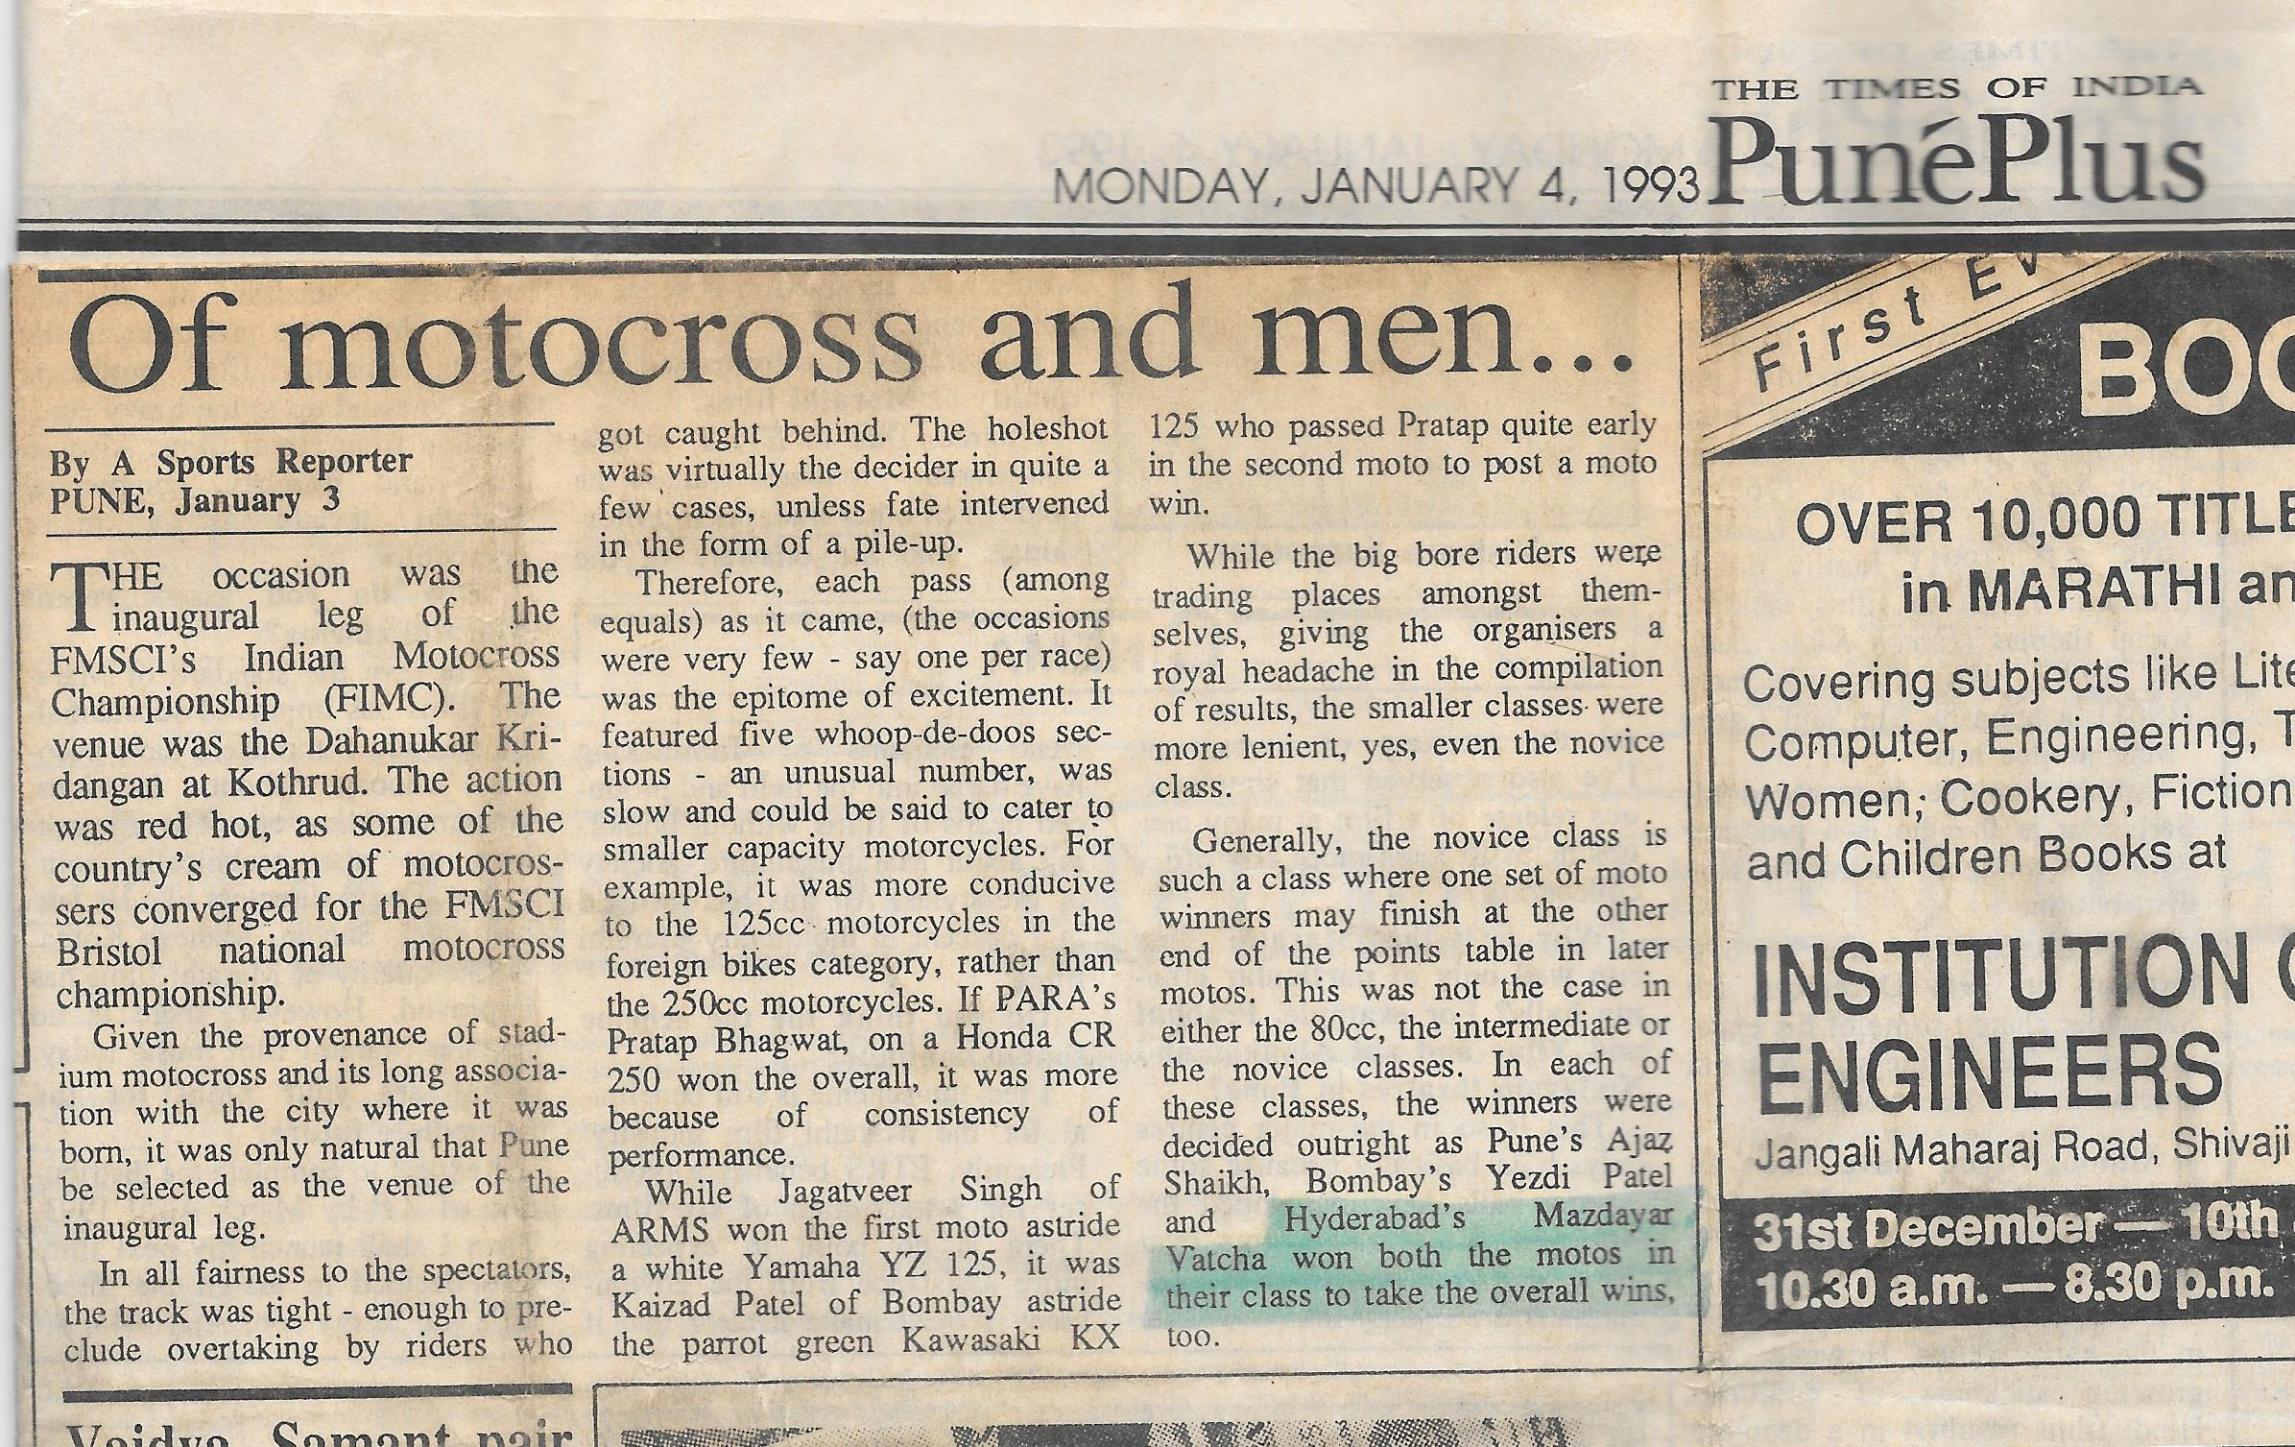 THE TIMES OF INDIA
MONDAY, JANUARY 4, 1993
PunéPlus
Of motocross and men...
By A Sports Reporter
PUNE, January 3
THE occasion was the
inaugural leg of the
FMSCI's Indian Motocross
Championship (FIMC). The
venue was the Dahanukar Kri-
dangan at Kothrud. The action
was red hot, as some of the
country's cream of motocros-
sers converged for the FMSCI
Bristol national motocross
championship.
Given the provenance of stad-
ium motocross and its long associa-
tion with the city where it was
born, it was only natural that Pune
be selected as the venue of the
inaugural leg.
In all fairness to the spectators,
the track was tight - enough to pre-
clude overtaking by riders who
got caught behind. The holeshot
was virtually the decider in quite a
few cases, unless fate intervened
in the form of a pile-up.
Therefore, each pass (among
equals) as it came, (the occasions
were very few - say one per race)
was the epitome of excitement. It
featured five whoop-de-doos sec-
tions - an unusual number, was
slow and could be said to cater to
smaller capacity motorcycles. For
example, it was more conducive
to the 125cc motorcycles in the
foreign bikes category, rather than
the 250cc motorcycles. If PARA's
Pratap Bhagwat, on a Honda CR
250 won the overall, it was more
because of consistency of
performance.
While Jagatveer Singh of
ARMS won the first moto astride
a white Yamaha YZ 125, it was
Kaizad Patel of Bombay astride
the parrot green Kawasaki KX
125 who passed Pratap quite early
in the second moto to post a moto
win.
While the big bore riders were
trading places amongst them-
selves, giving the organisers a
royal headache in the compilation
of results, the smaller classes were
more lenient, yes, even the novice
class.
Generally, the novice class is
such a class where one set of moto
winners may finish at the other
end of the points table in later
motos. This was not the case in
either the 80cc, the intermediate or
the novice classes. In each of
these classes, the winners were
decided outright as Pune's Ajaz
Shaikh, Bombay's Yezdi Patel
and Hyderabad's Mazdayar
Vatcha won both the motos in
their class to take the overall wins,
too.
First
BOO
OVER 10,000 TITLE
in MARATHI an
Covering subjects like Lite
Computer, Engineering, T
Women; Cookery, Fiction
and Children Books at
INSTITUTION
ENGINEERS
Jangali Maharaj Road, Shivaji
31st December — 10th
10.30 a.m. — 8.30 p.m.
Vaidya, Samant pair